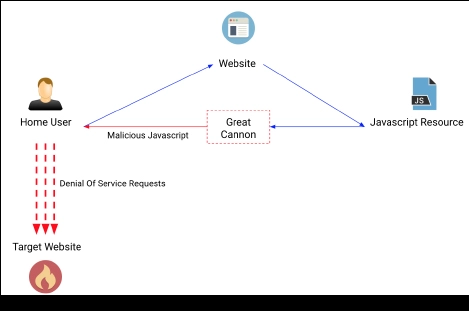 Website
JS
Home User
Great
Cannon
Javascript Resource
Malicious Javascript
Denial Of Service Requests
Target Website